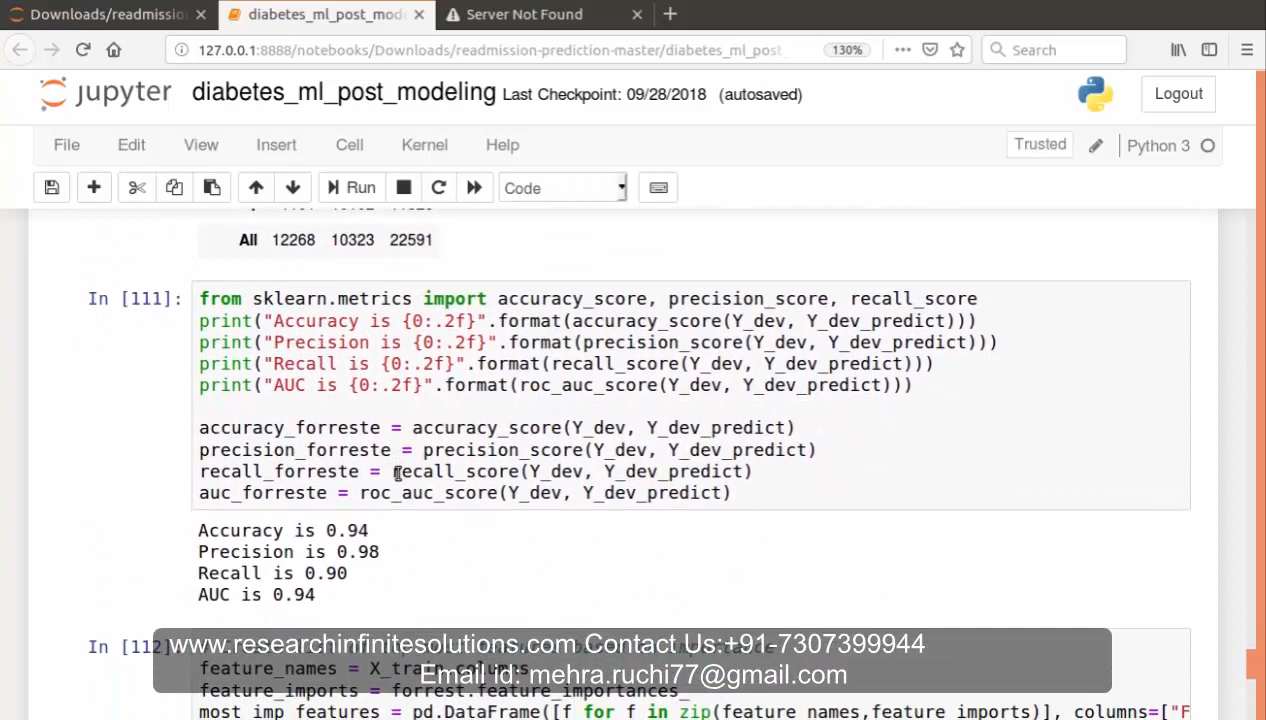 Downloads/readmissio
diabetes_ml_post_mode
Server Not Found
127.0.0.1:8888/notebooks/Downloads/readmission-prediction-master/diabetes_ml_post
130%
Search
jupyter
diabetes_ml_post_modeling Last Checkpoint: 09/28/2018 (autosaved)
Logout
File Edit View Insert Cell Kernel Help
Trusted
Python 3
Run
Code
All 12268 10323 22591
In [111]:
from sklearn.metrics import accuracy_score, precision_score, recall_score
print("Accuracy is {0:.2f}".format(accuracy_score(Y_dev, Y_dev_predict)))
print("Precision is {0:.2f}".format(precision_score(Y_dev, Y_dev_predict)))
print("Recall is {0:.2f}".format(recall_score(Y_dev, Y_dev_predict)))
print("AUC is {0:.2f}".format(roc_auc_score(Y_dev, Y_dev_predict)))
accuracy_forreste = accuracy_score(Y_dev, Y_dev_predict)
precision_forreste = precision_score(Y_dev, Y_dev_predict)
recall_forreste = recall_score(Y_dev, Y_dev_predict)
auc_forreste = roc_auc_score(Y_dev, Y_dev_predict)
Accuracy is 0.94
Precision is 0.98
Recall is 0.90
AUC is 0.94
In [112]
www.researchinfinitesolutions.com Contact Us:+91-7307399944
feature_names = X_train.columns
Email id: mehra.ruchi77@gmail.com
feature_imports = forrest.feature_importances_
most_imp_features = pd.DataFrame([f for f in zip(feature_names,feature_imports)], columns=["F